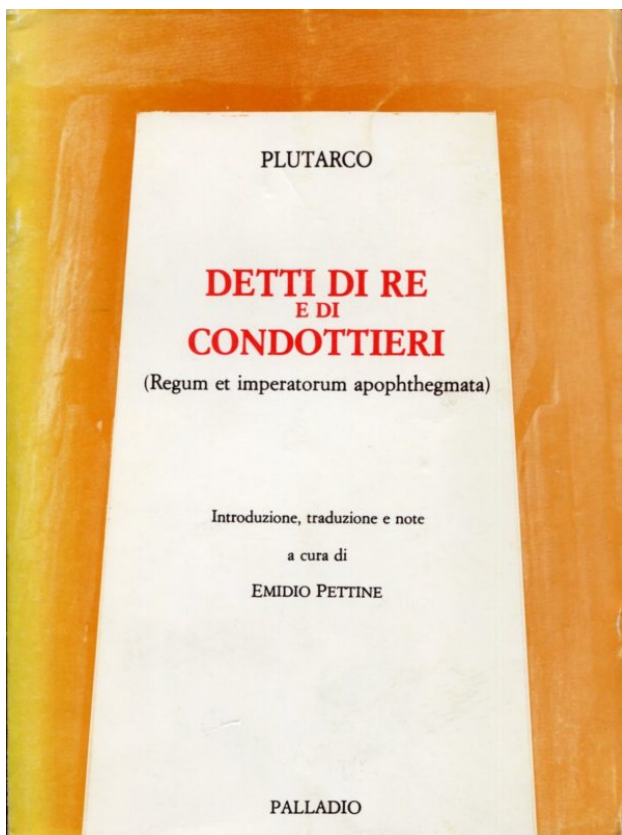 PLUTARCO
DETTI DI RE
E DI
CONDOTTIERI
(Regum et imperatorum apophthegmata)
Introduzione, traduzione e note
a cura di
EMIDIO PETTINE
PALLADIO